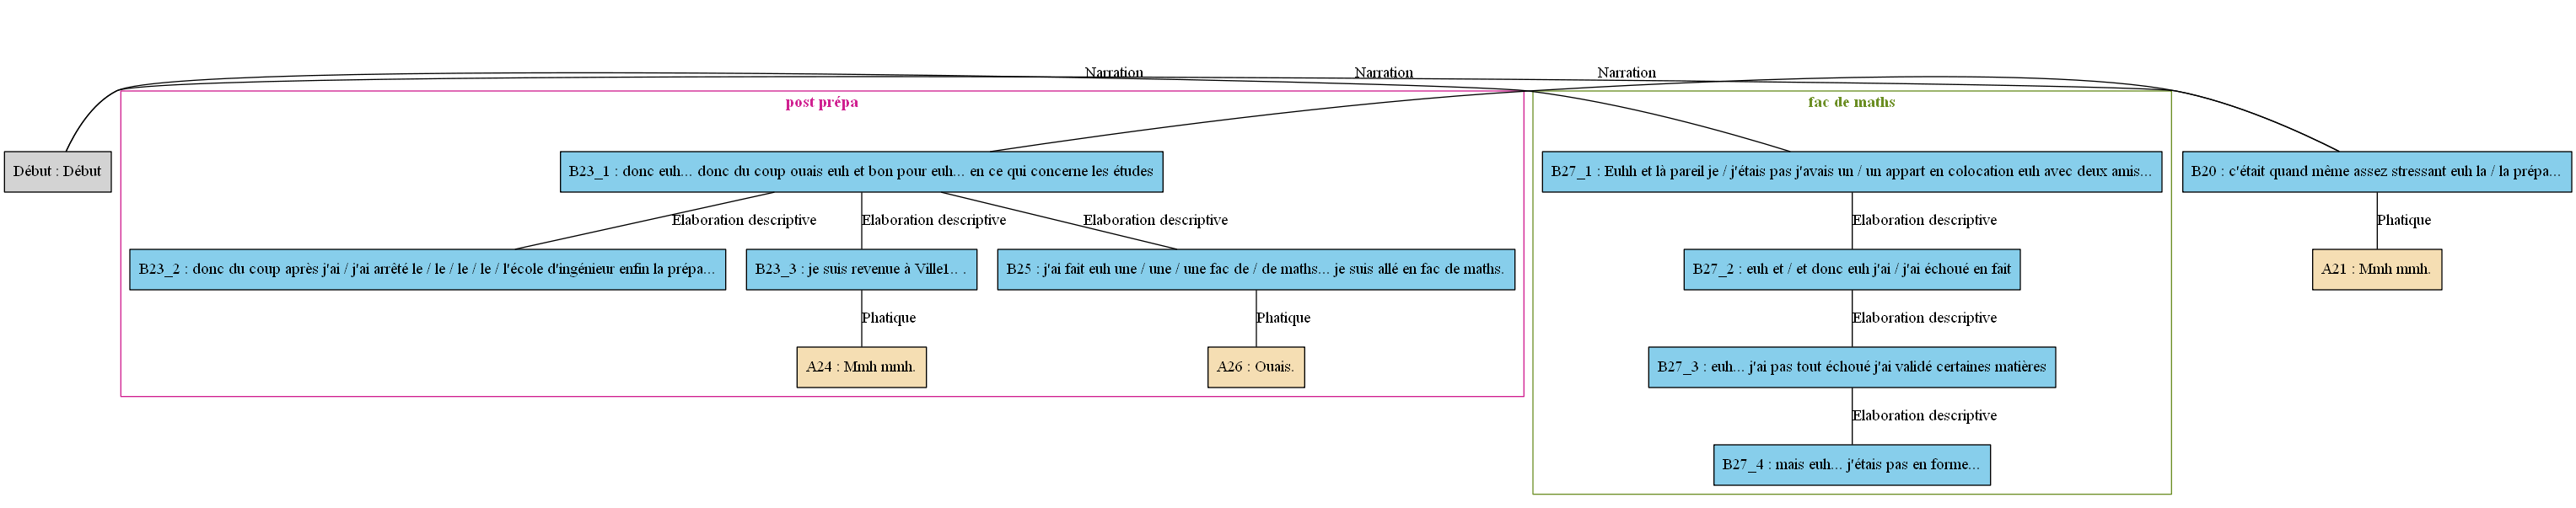 Narration
Narration
Narration
post prépa
fac de maths
Début : Début
B23_1 : donc euh... donc du coup ouais euh et bon pour euh... en ce qui concerne les études
B27_1 : Euhh et là pareil je / j'étais pas j'avais un / un appart en colocation euh avec deux amis...
B20 : c'était quand même assez stressant euh la / la prépa...
Elaboration descriptive
Elaboration descriptive
Elaboration descriptive
Elaboration descriptive
Phatique
B23_2 : donc du coup après j'ai / j'ai arrêté le / le / le / le / l'école d'ingénieur enfin la prépa...
B23_3 : je suis revenue à Ville1.. .
B25 : j'ai fait euh une / une / une fac de / de maths... je suis allé en fac de maths.
B27_2 : euh et / et donc euh j'ai / j'ai échoué en fait
A21 : Mmh mmh.
Phatique
Phatique
Elaboration descriptive
A24 : Mmh mmh.
A26 : Ouais.
B27_3 : euh... j'ai pas tout échoué j'ai validé certaines matières
Elaboration descriptive
B27_4 : mais euh... j'étais pas en forme...